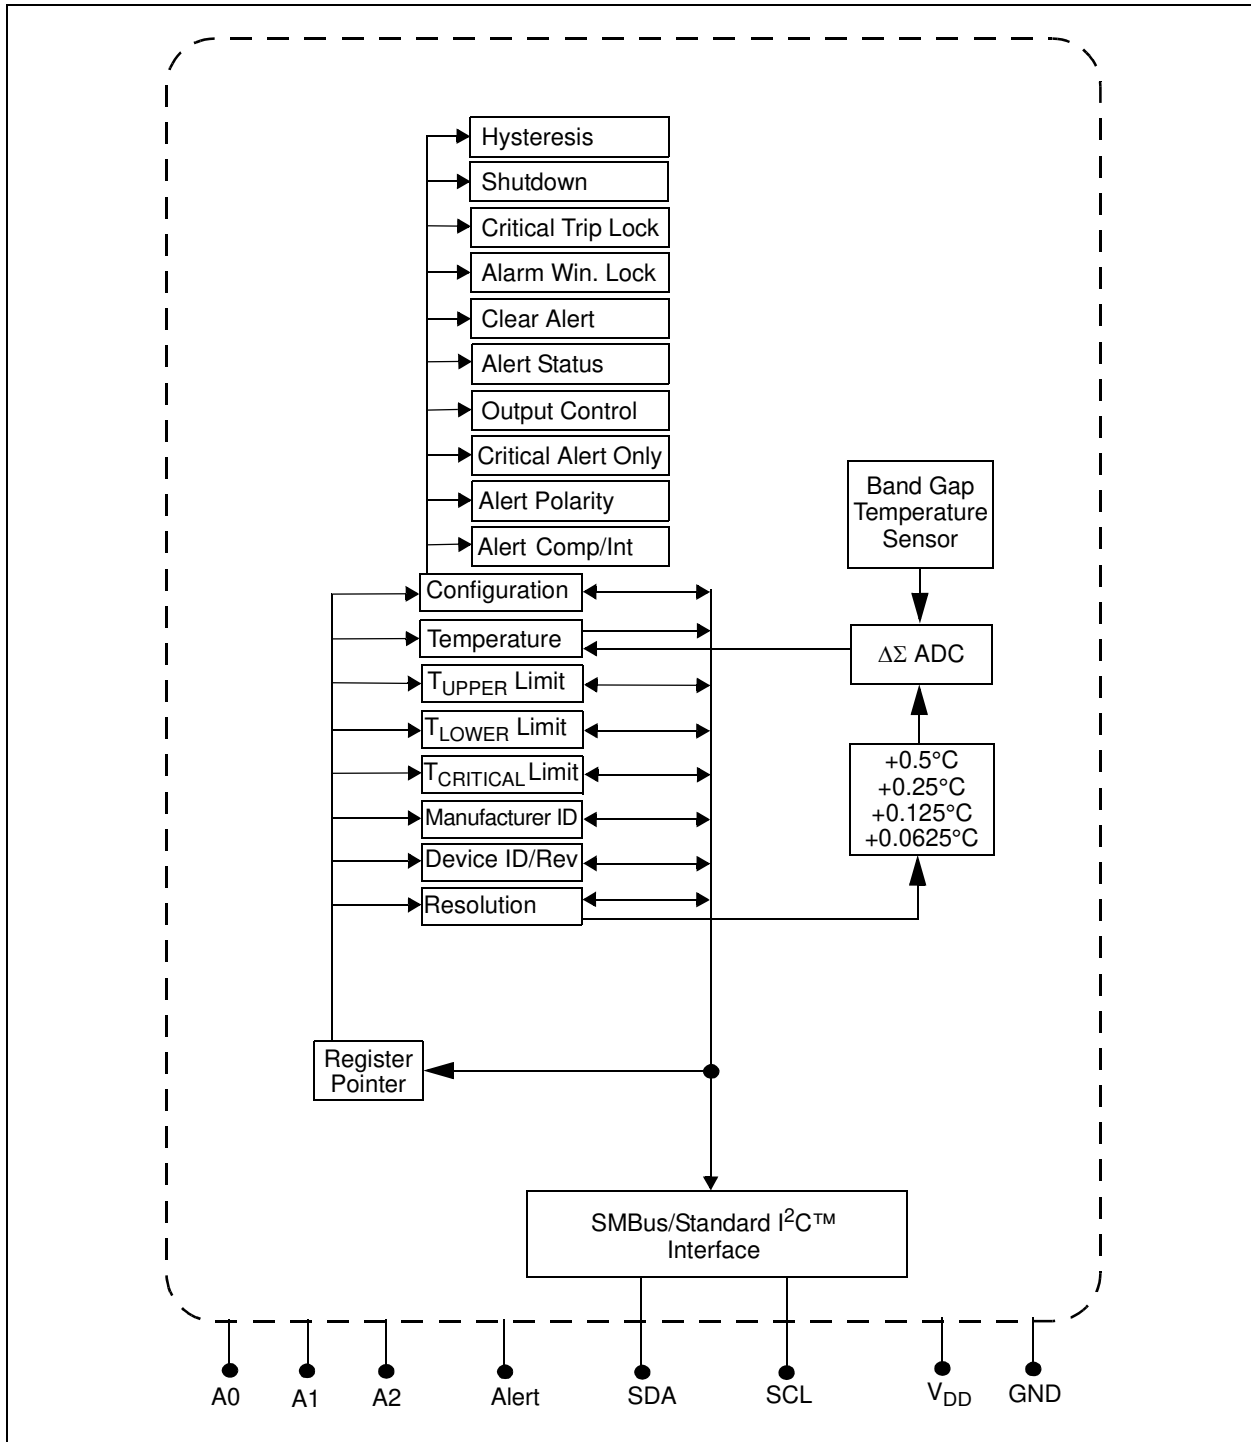 Hysteresis
Shutdown
Critical Trip Lock
Alarm Win. Lock
Clear Alert
Alert Status
Output Control
Critical Alert Only
Alert Polarity
Alert Comp/Int
Configuration
Temperature
TUPPER Limit
TLOWER Limit
TCRITICAL Limit
Manufacturer ID
Device ID/Rev
Resolution
Band Gap
Temperature
Sensor
ΔΣ ADC
+0.5°C
+0.25°C
+0.125°C
+0.0625°C
Register
Pointer
SMBus/Standard I²C™
Interface
A0
A1
A2
Alert
SDA
SCL
VDD
GND